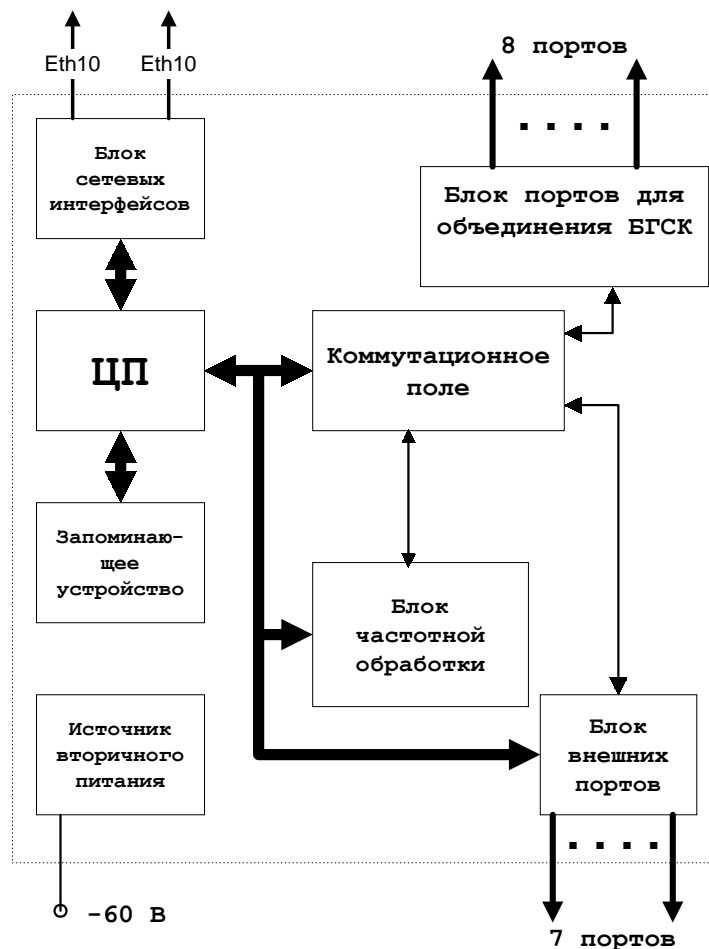 8 портов
Eth10 Eth10
Блок
сетевых
интерфейсов
Блок портов для
объединения БГСК
ЦП
Коммутационное
поле
Запоминаю-
щее
устройство
Блок
частотной
обработки
Источник
вторичного
питания
Блок
внешних
портов
-60 В
7 портов